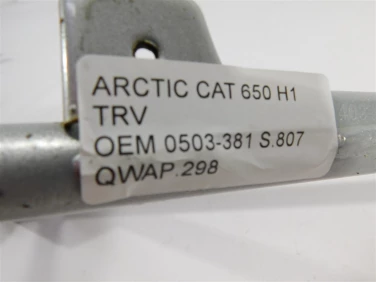 ARCTIC CAT 650 H1
TRV
OEM 0503-381 S.807
QWAP.298